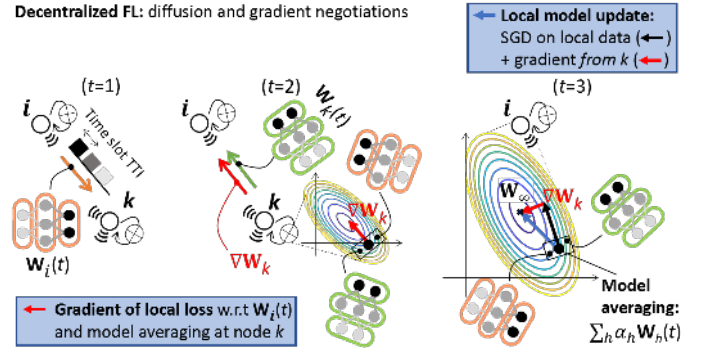 Decentralized FL: diffusion and gradient negotiations
Local model update:
SGD on local data (←)
+ gradient from k (←)
(t=1)
(t=2)
(t=3)
i
Time slot TTI
k
W_i(t)
i
W_k(t)
k
∇W_k
∇W_k
i
W_∞
∇W_k
Gradient of local loss w.r.t W_i(t)
and model averaging at node k
Model
averaging:
∑_h α_h W_h(t)